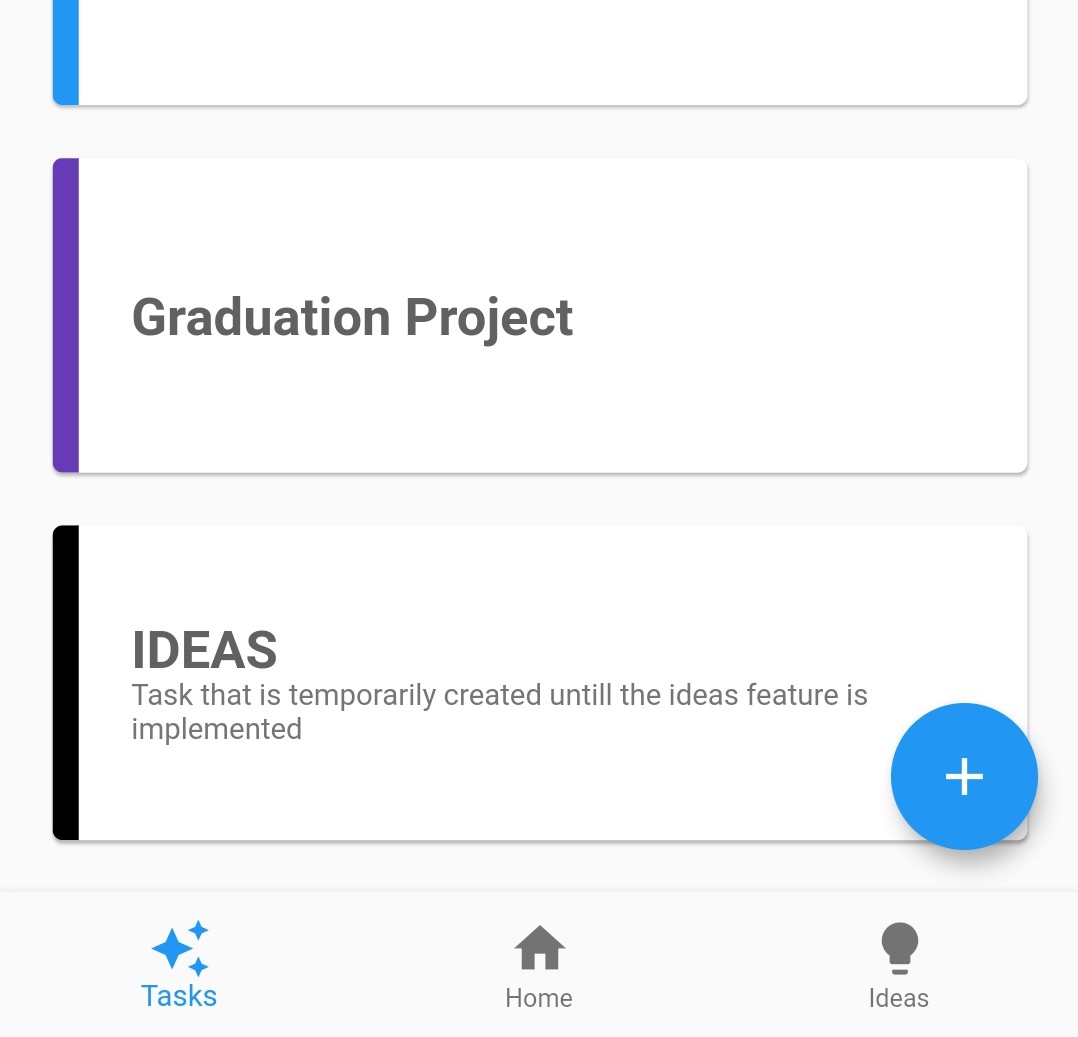 Graduation Project
IDEAS
Task that is temporarily created untill the ideas feature is
implemented
Tasks
Home
Ideas